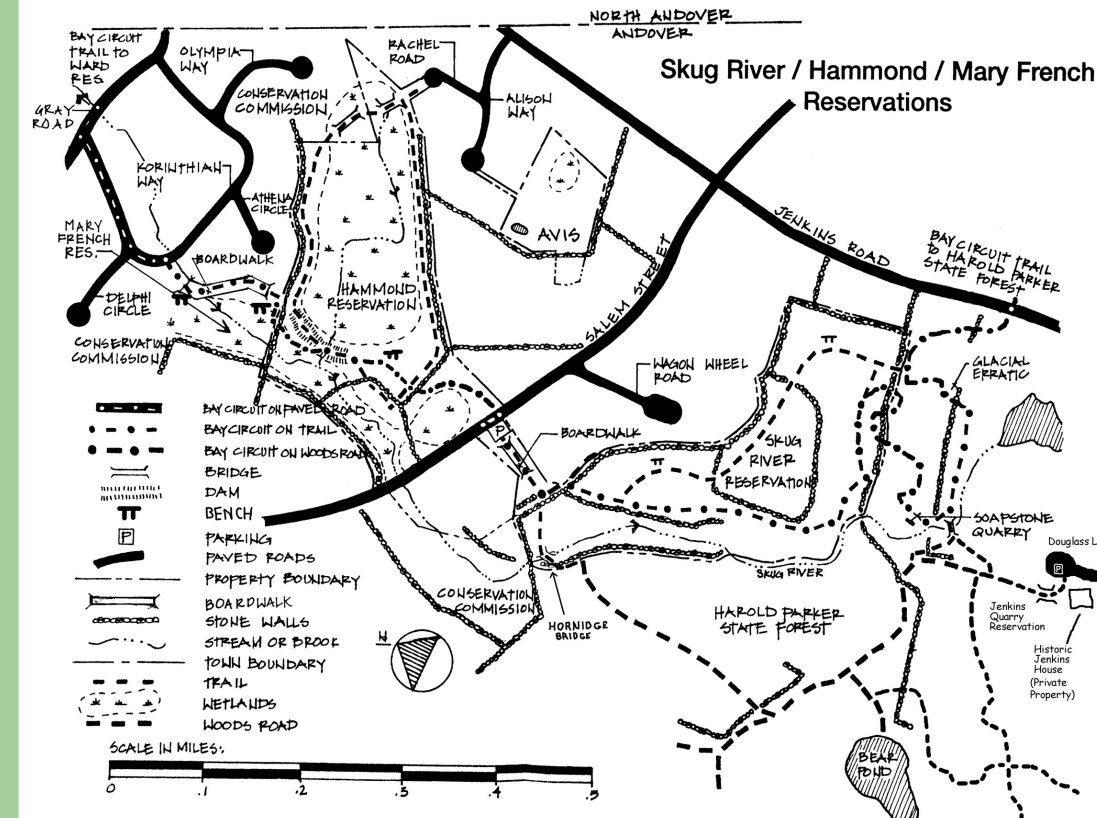 NORTH ANDOVER
ANDOVER
Skug River / Hammond / Mary French
Reservations
BAY CIRCUIT
TRAIL TO
WARD
RES.
OLYMPIA
WAY
RACHEL
ROAD
CONSERVATION
COMMISSION
GRAY
ROAD
ALISON
WAY
KORINTHIAN
WAY
ATHENA
CIRCLE
MARY
FRENCH
RES.
BOARDWALK
AVIS
JENKINS ROAD
BAY CIRCUIT TRAIL
TO HAROLD PARKER
STATE FOREST
HAMMOND
RESERVATION
SALEM STREET
DELPHI
CIRCLE
CONSERVATION
COMMISSION
WAGON WHEEL
ROAD
GLACIAL
ERRATIC
P
BOARDWALK
SKUG
RIVER
RESERVATION
SOAPSTONE
QUARRY
Douglass L
P
SKUG RIVER
CONSERVATION
COMMISSION
HORNIDGE
BRIDGE
HAROLD PARKER
STATE FOREST
Jenkins
Quarry
Reservation
Historic
Jenkins
House
(Private
Property)
BEAR
POND
N
BAY CIRCUIT ON PAVED ROAD
BAY CIRCUIT ON TRAIL
BAY CIRCUIT ON WOODS ROAD
BRIDGE
DAM
BENCH
P PARKING
PAVED ROADS
PROPERTY BOUNDARY
BOARDWALK
STONE WALLS
STREAM OR BROOK
TOWN BOUNDARY
TRAIL
WETLANDS
WOODS ROAD
SCALE IN MILES:
0 .1 .2 .3 .4 .5